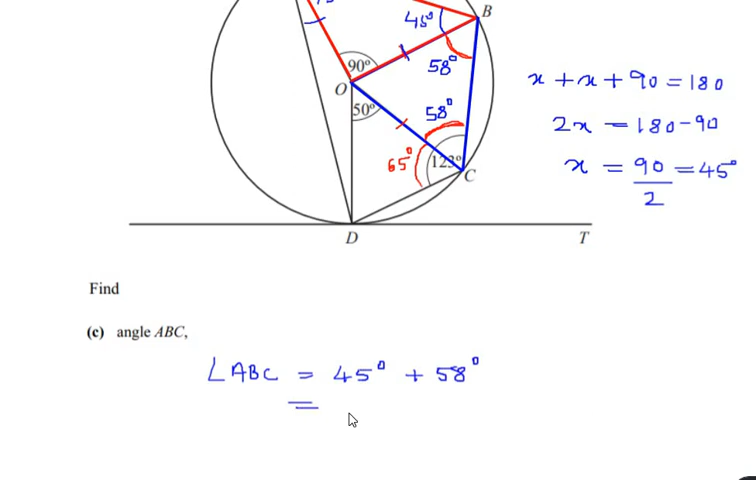 B
45°
90°
58°
O
x + x + 90 = 180
50°
58°
2x = 180 - 90
65°
123°
C
x = 90/2 = 45°
D
T
Find
(c) angle ABC,
∠ABC = 45° + 58°
=